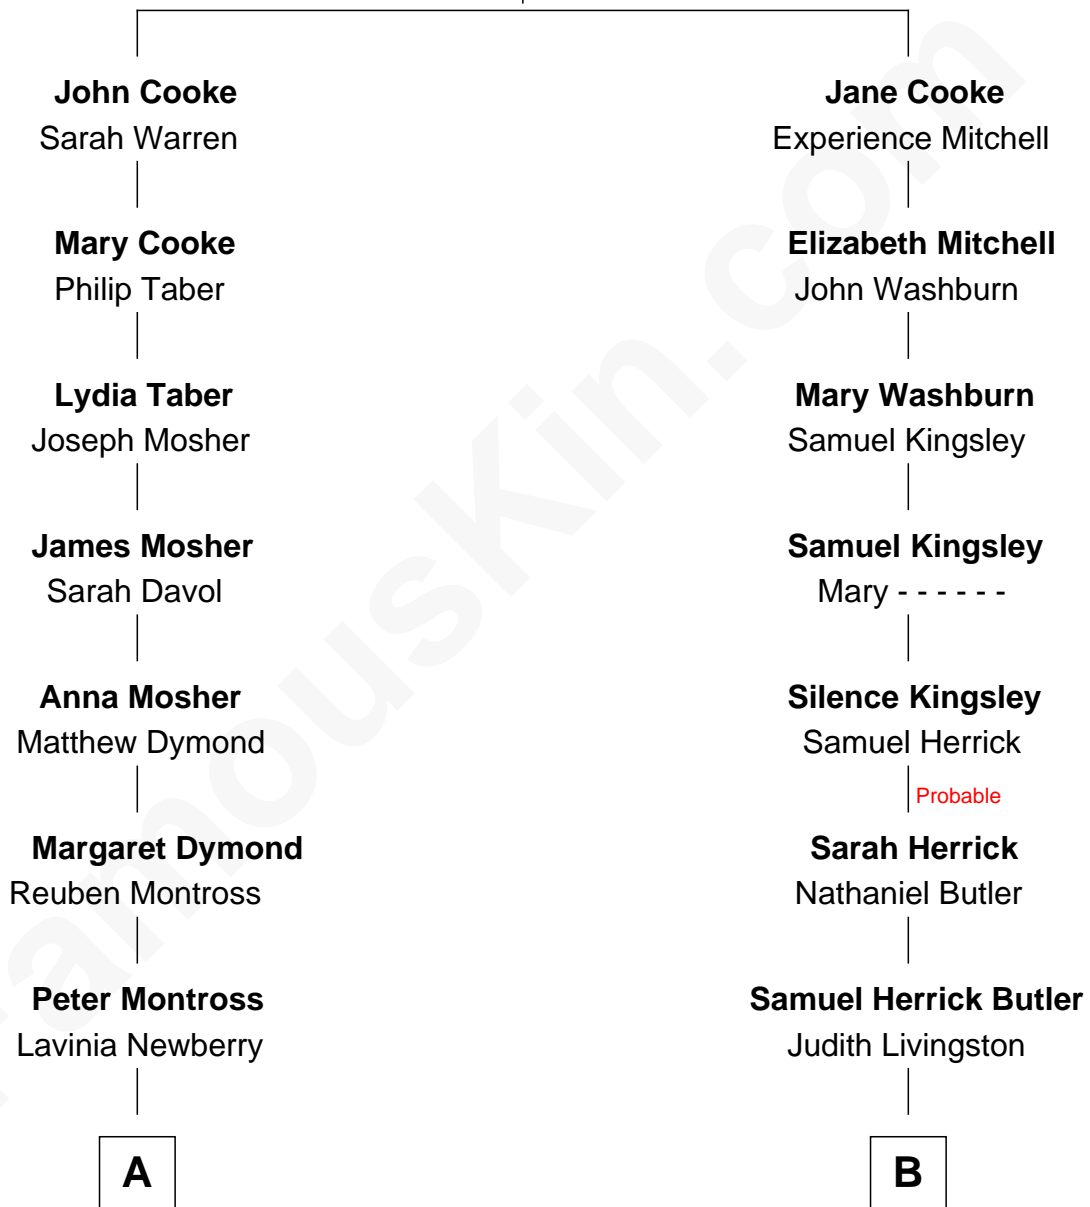 John Cooke
Sarah Warren
Mary Cooke
Philip Taber
Lydia Taber
Joseph Mosher
James Mosher
Sarah Davol
Anna Mosher
Matthew Dymond
Margaret Dymond
Reuben Montross
Peter Montross
Lavinia Newberry
A
Jane Cooke
Experience Mitchell
Elizabeth Mitchell
John Washburn
Mary Washburn
Samuel Kingsley
Samuel Kingsley
Mary - - - - - -
Silence Kingsley
Samuel Herrick
Probable
Sarah Herrick
Nathaniel Butler
Samuel Herrick Butler
Judith Livingston
B
FamousKin.com